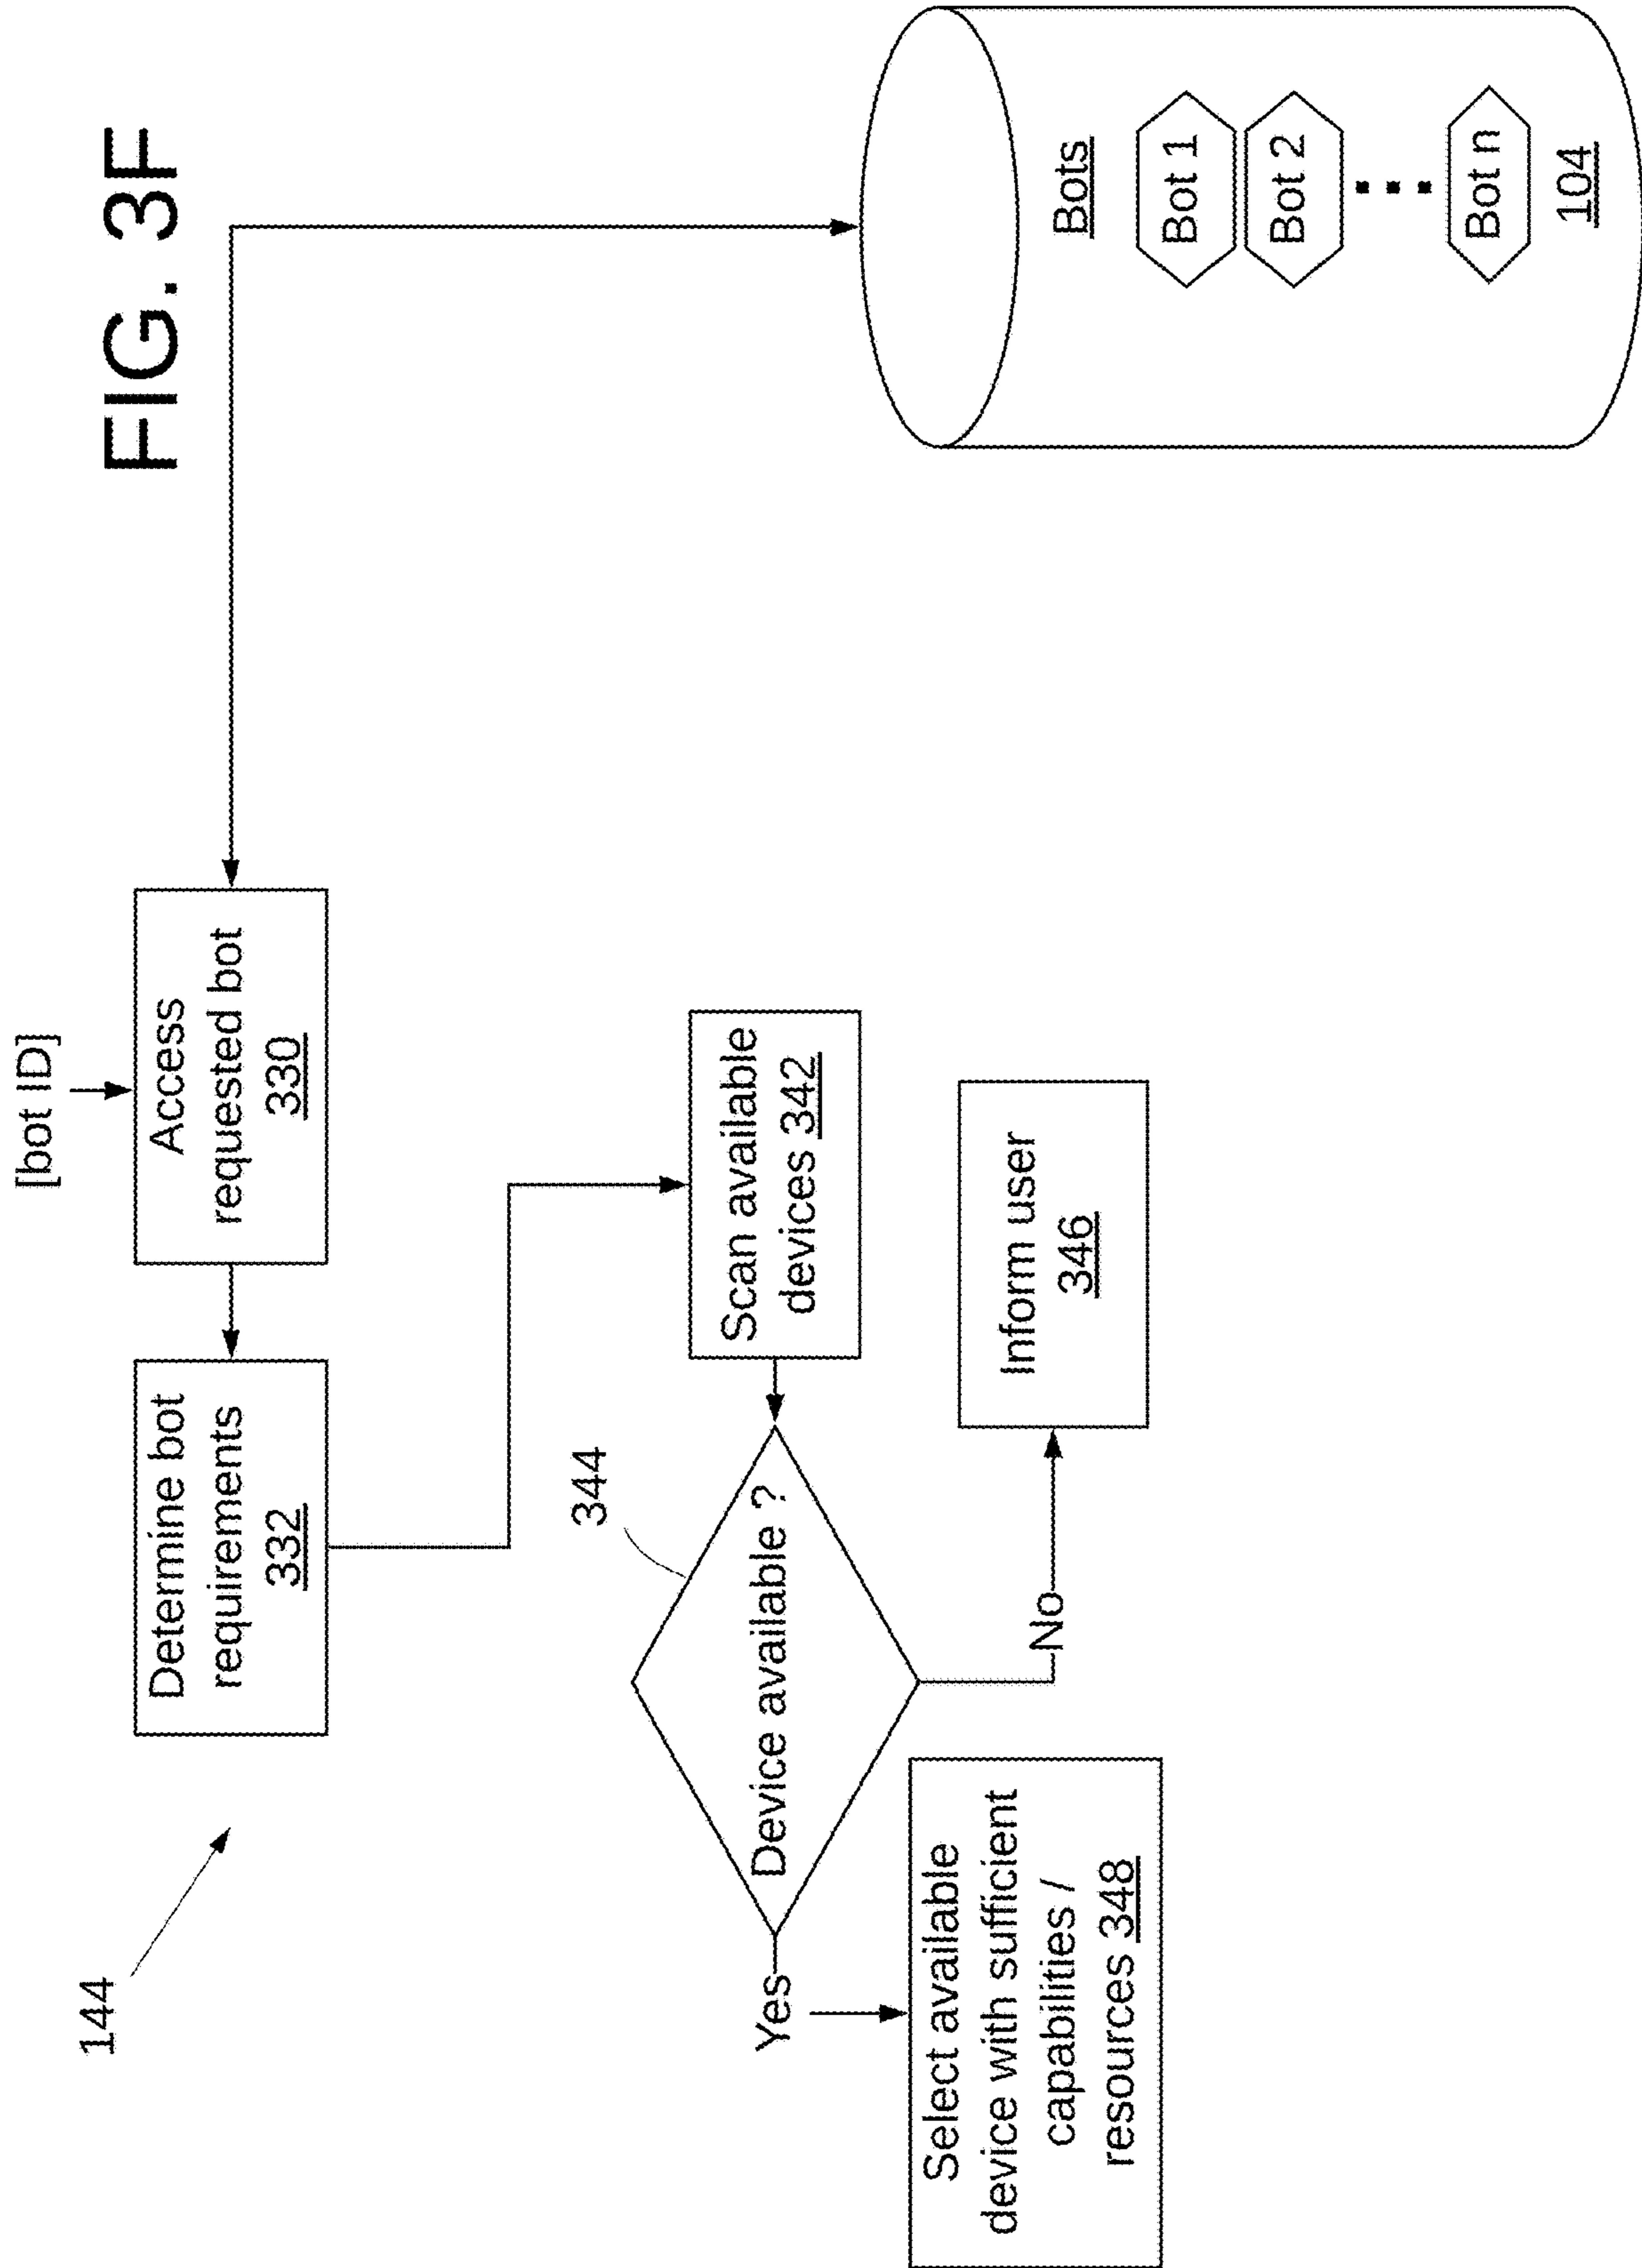 FIG. 3F
[bot ID]
144
Determine bot
requirements
332
Access
requested bot
330
344
Scan available
devices 342
Device available ?
Yes
No
Select available
device with sufficient
capabilities /
resources 348
Inform user
346
Bots
Bot 1
Bot 2
Bot n
104